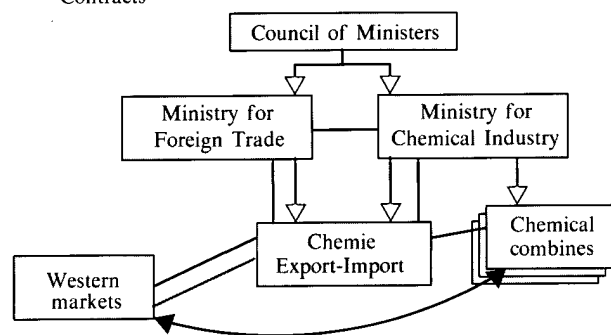 Contracts
Council of Ministers
Ministry for
Foreign Trade
Ministry for
Chemical Industry
Chemie
Export-Import
Chemical
combines
Western
markets